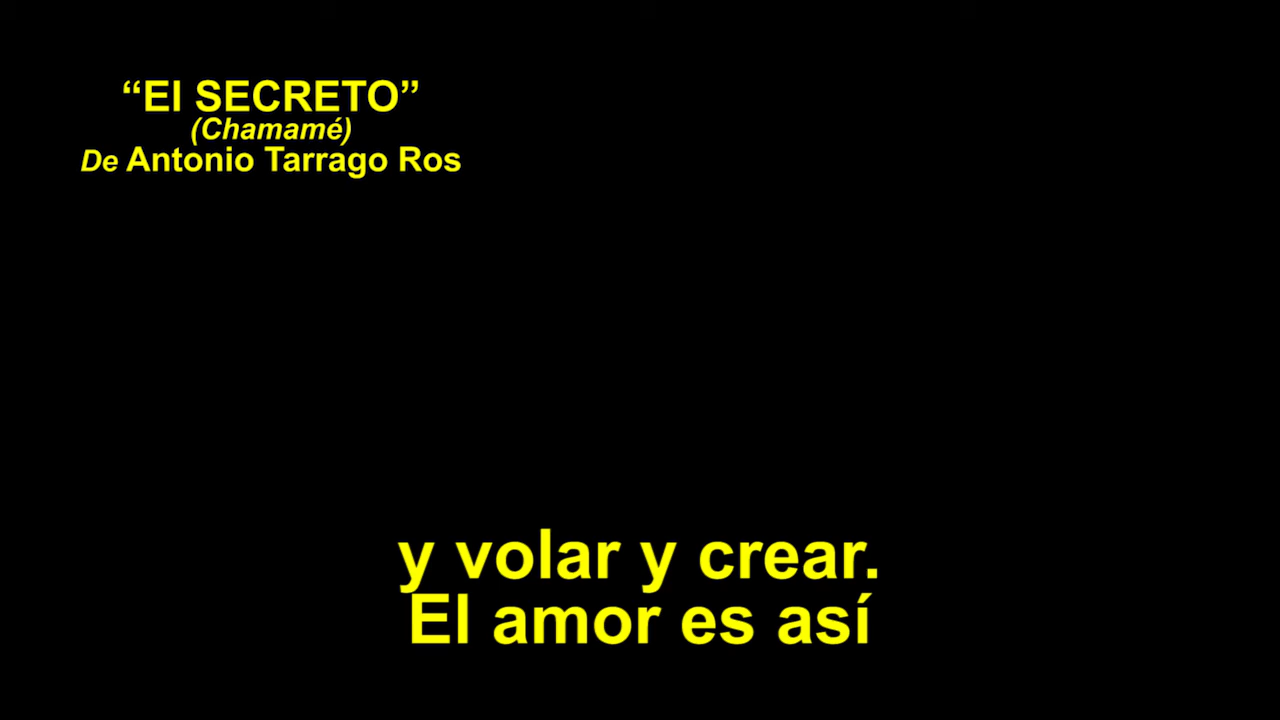 “El SECRETO”
(Chamamé)
De Antonio Tarrago Ros
y volar y crear.
El amor es así